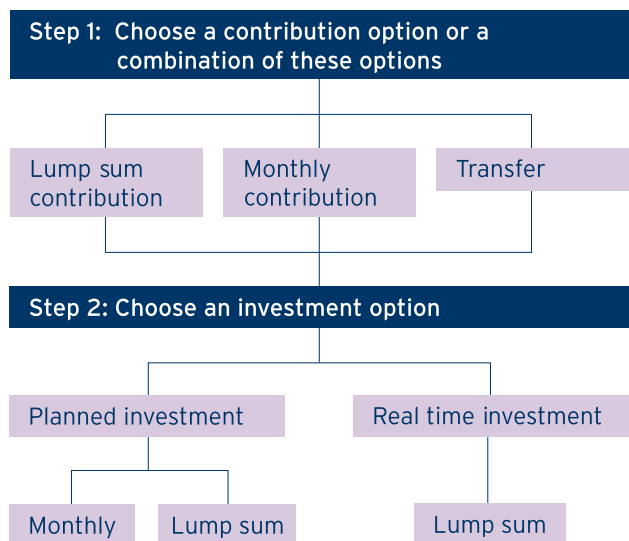 Step 1: Choose a contribution option or a
combination of these options
Lump sum
contribution
Monthly
contribution
Transfer
Step 2: Choose an investment option
Planned investment
Real time investment
Monthly
Lump sum
Lump sum